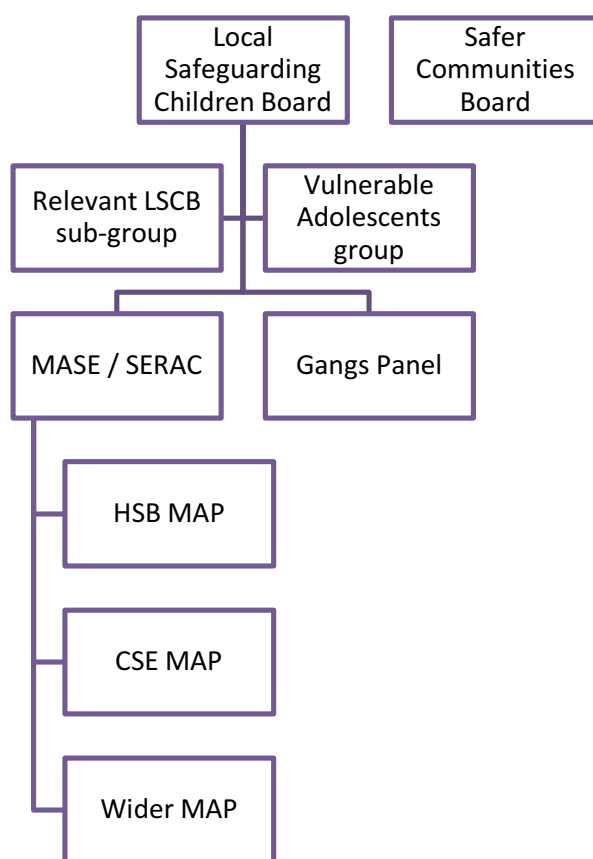 Local
Safeguarding
Children Board
Safer
Communities
Board
Relevant LSCB
sub-group
Vulnerable
Adolescents
group
MASE / SERAC
Gangs Panel
HSB MAP
CSE MAP
Wider MAP